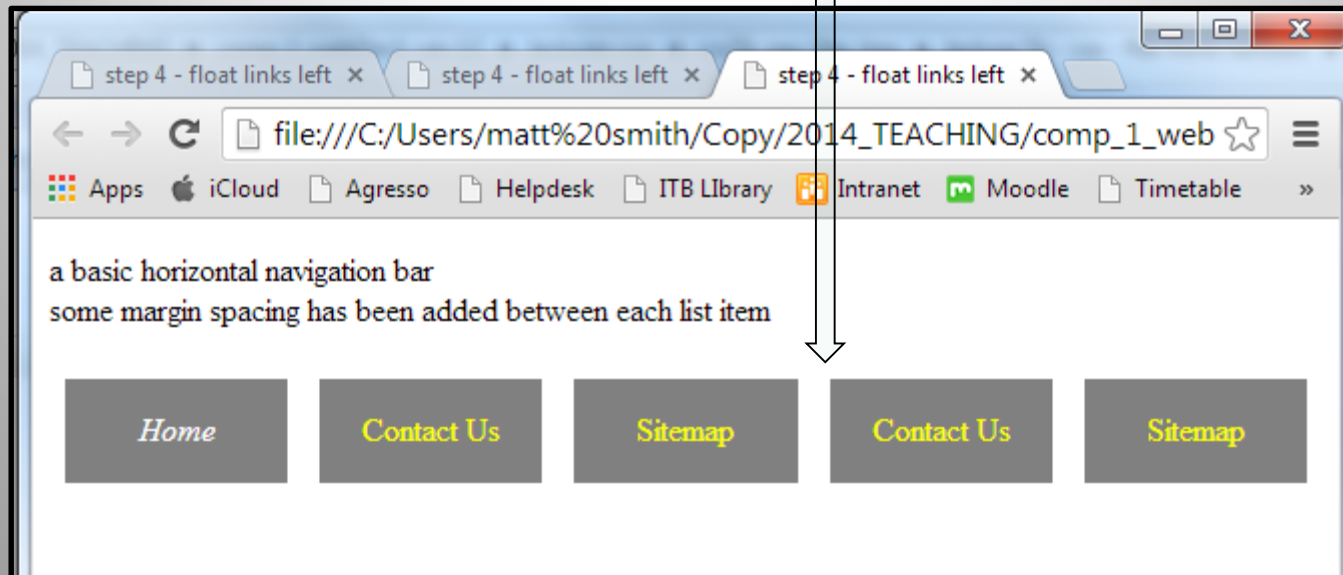 step 4 - float links left step 4 - float links left step 4 - float links left
file:///C:/Users/matt%20smith/Copy/2014_TEACHING/comp_1_web
Apps iCloud Agresso Helpdesk ITB LIbrary Intranet Moodle Timetable »
a basic horizontal navigation bar
some margin spacing has been added between each list item
Home Contact Us Sitemap Contact Us Sitemap